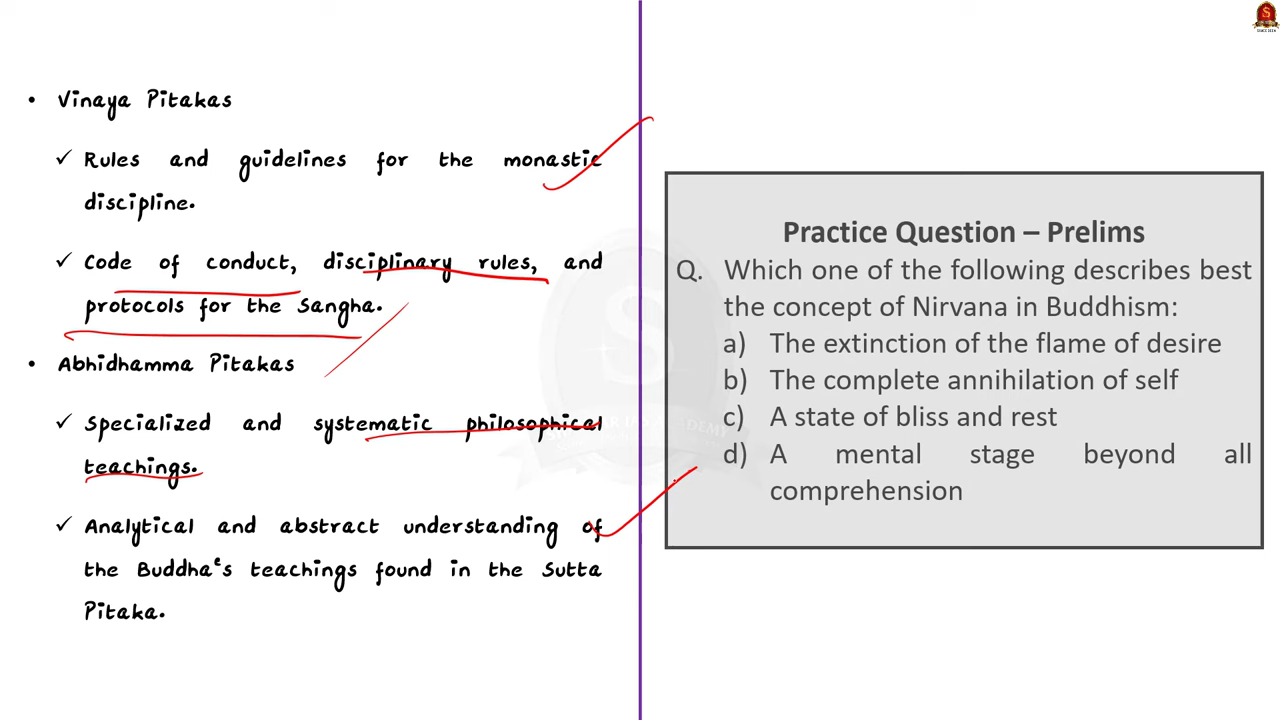 • Vinaya Pitakas
✓ Rules and guidelines for the monastic
discipline.
✓ Code of conduct, disciplinary rules, and
protocols for the Sangha.
• Abhidhamma Pitakas
✓ Specialized and systematic philosophical
teachings.
✓ Analytical and abstract understanding of
the Buddha's teachings found in the Sutta
Pitaka.
Practice Question – Prelims
Q. Which one of the following describes best
the concept of Nirvana in Buddhism:
a) The extinction of the flame of desire
b) The complete annihilation of self
c) A state of bliss and rest
d) A mental stage beyond all
comprehension